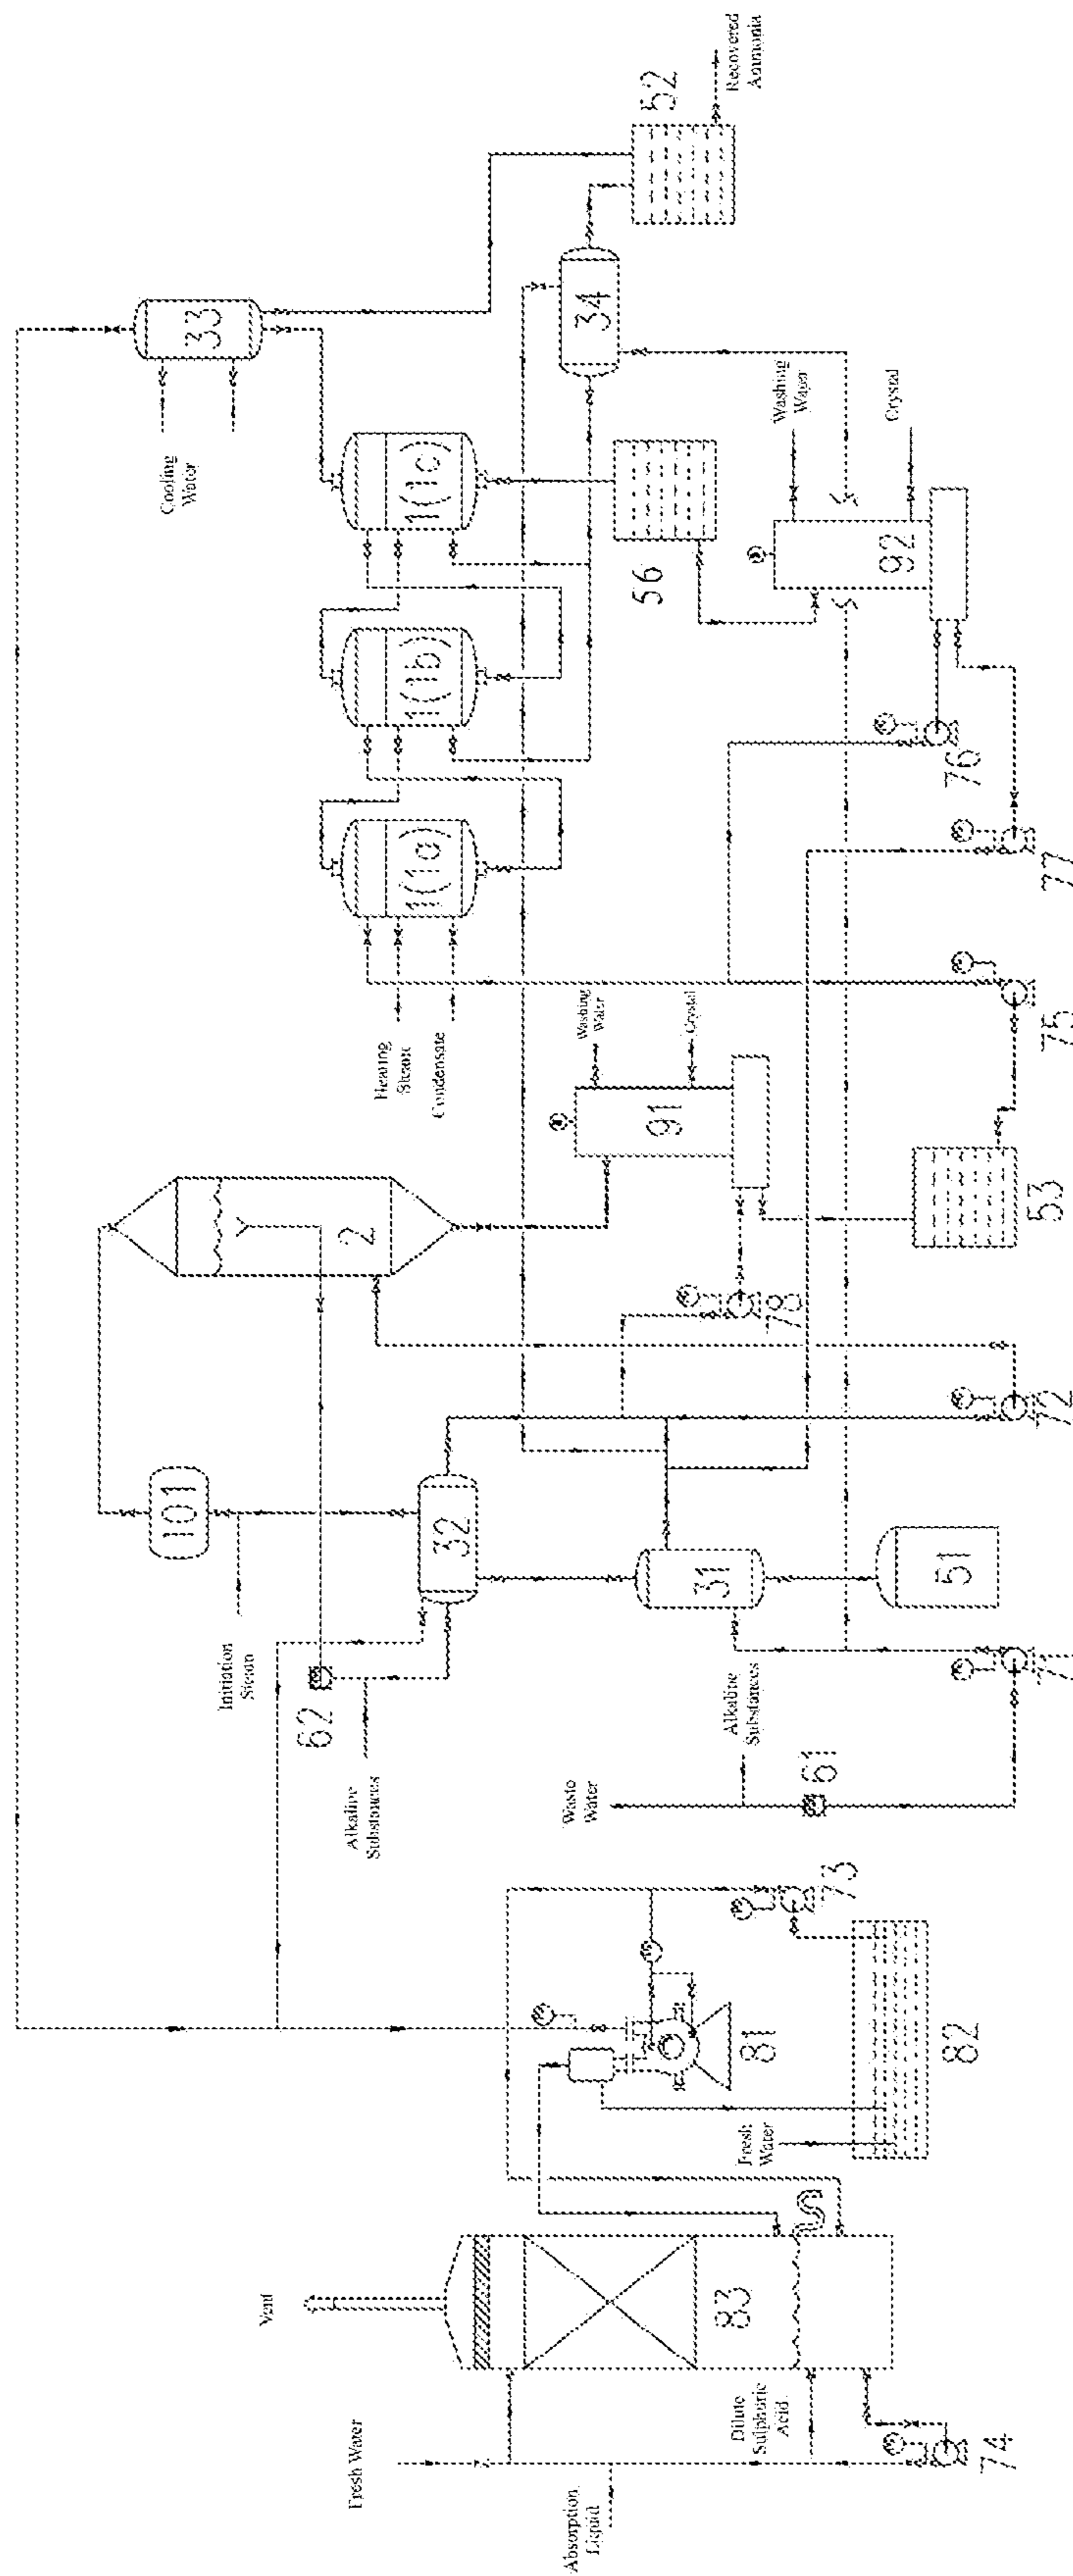 Recovered
Ammonia
52
33
34
Cooling
Water
Washing
Water
Crystal
1(1c)
1(1b)
1(1a)
56
92
76
77
75
Heating
Steam
Condensate
Washing
Water
Crystal
91
2
53
78
72
101
32
31
51
Initiation
Steam
62
Alkaline
Substances
Alkaline
Substances
Waste
Water
61
71
73
81
82
Fresh
Water
Vent
83
Fresh Water
Dilute
Sulphuric
Acid
Absorption
Liquid
74